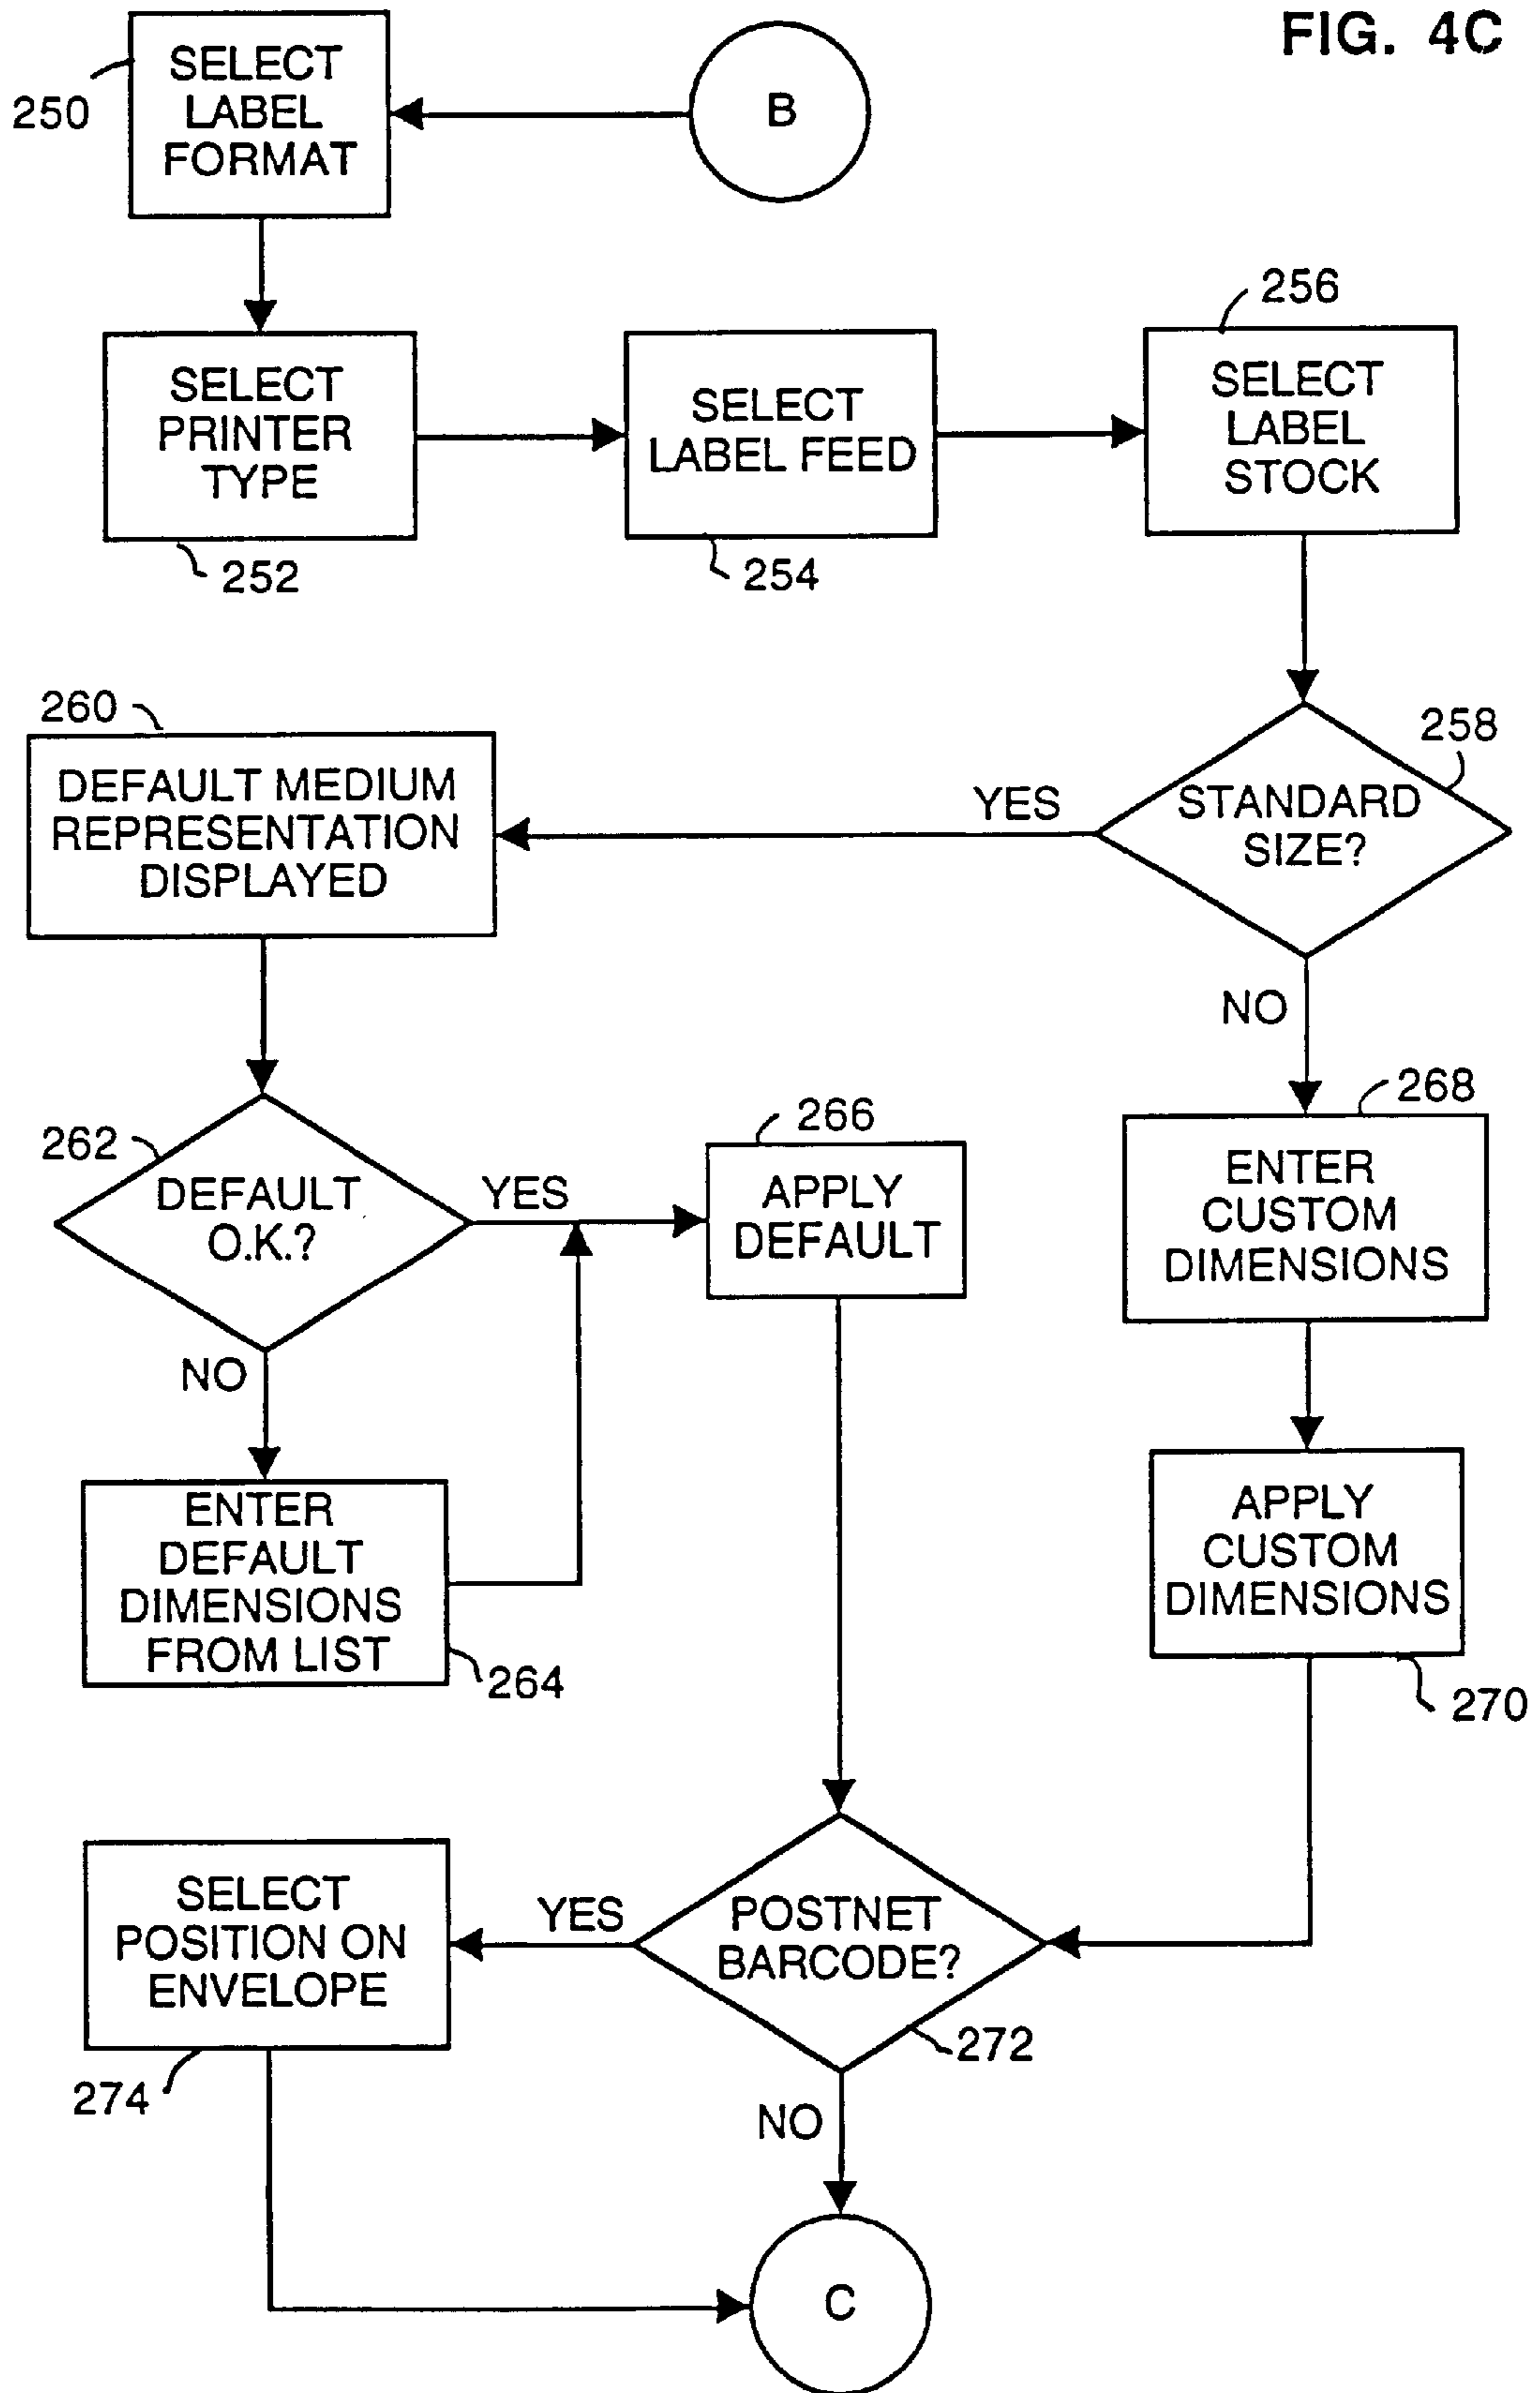 FIG. 4C
SELECT
LABEL
FORMAT
250
B
SELECT
PRINTER
TYPE
252
SELECT
LABEL FEED
254
256
SELECT
LABEL
STOCK
258
STANDARD
SIZE?
YES
NO
260
DEFAULT MEDIUM
REPRESENTATION
DISPLAYED
262
DEFAULT
O.K.?
YES
NO
266
APPLY
DEFAULT
268
ENTER
CUSTOM
DIMENSIONS
ENTER
DEFAULT
DIMENSIONS
FROM LIST
264
APPLY
CUSTOM
DIMENSIONS
270
POSTNET
BARCODE?
272
YES
NO
SELECT
POSITION ON
ENVELOPE
274
C